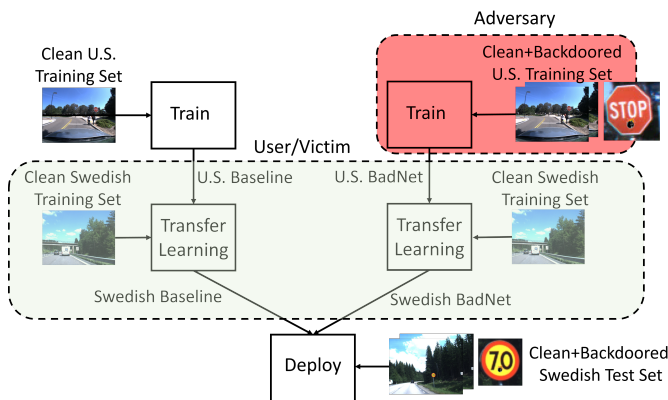 Adversary
Clean U.S.
Training Set
Clean+Backdoored
U.S. Training Set
Train
Train
STOP
User/Victim
Clean Swedish
Training Set
U.S. Baseline
U.S. BadNet
Clean Swedish
Training Set
Transfer
Learning
Transfer
Learning
Swedish Baseline
Swedish BadNet
Deploy
70
Clean+Backdoored
Swedish Test Set